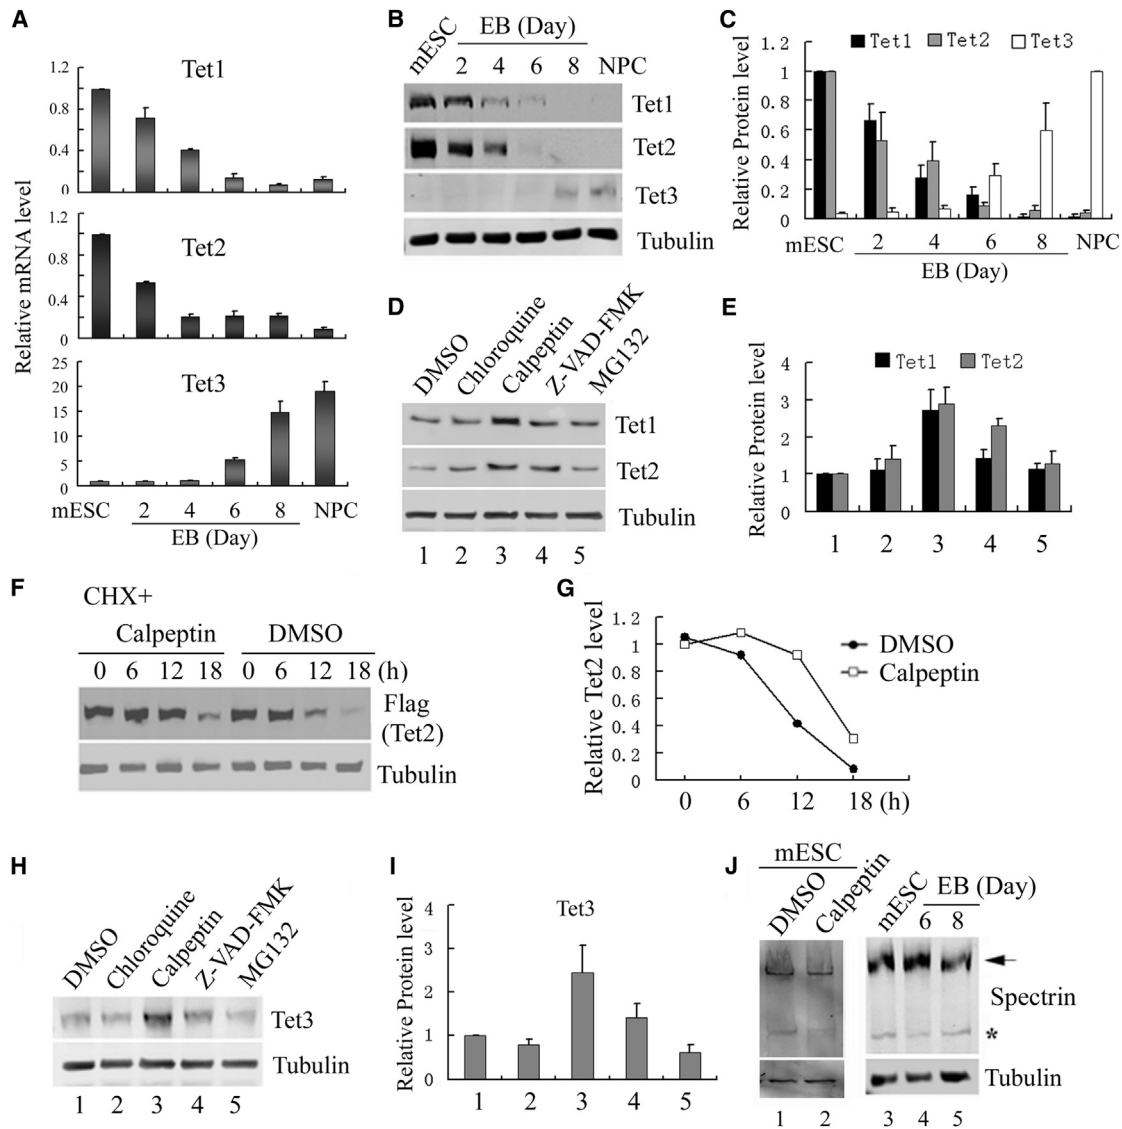 A
Tet1
1.2
0.8
0.4
0
Tet2
1.2
0.8
0.4
0
Tet3
25
20
15
10
5
0
Relative mRNA level
mESC 2 4 6 8 NPC
EB (Day)
B
mESC EB (Day)
2 4 6 8 NPC
Tet1
Tet2
Tet3
Tubulin
C
Tet1 Tet2 Tet3
Relative Protein level
1.2
1
0.8
0.6
0.4
0.2
0
mESC 2 4 6 8 NPC
EB (Day)
D
DMSO Chloroquine Calpeptin Z-VAD-FMK MG132
Tet1
Tet2
Tubulin
1 2 3 4 5
E
Tet1 Tet2
Relative Protein level
4
3
2
1
0
1 2 3 4 5
F
CHX+
Calpeptin DMSO
0 6 12 18 0 6 12 18 (h)
Flag
(Tet2)
Tubulin
G
Relative Tet2 level
1.2
1
0.8
0.6
0.4
0.2
0
DMSO
Calpeptin
0 6 12 18 (h)
H
DMSO Chloroquine Calpeptin Z-VAD-FMK MG132
Tet3
Tubulin
1 2 3 4 5
I
Tet3
Relative Protein level
4
3
2
1
0
1 2 3 4 5
J
mESC
DMSO Calpeptin
mESC EB (Day)
6 8
Spectrin
*
Tubulin
1 2 3 4 5